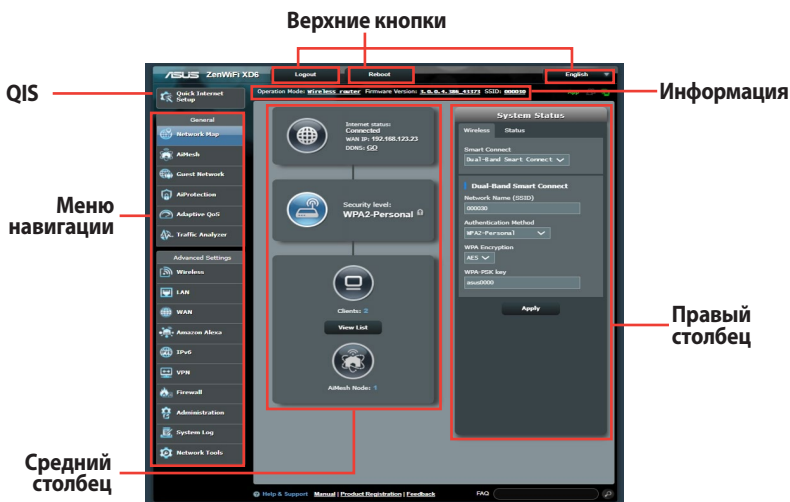 Верхние кнопки
ASUS ZenWiFi XD6
Logout
Reboot
English
QIS
Quick Internet
Setup
Operation Mode: Wireless router Firmware Version: 3.0.0.4.386_43373 SSID: 000030
Информация
General
Network Map
AiMesh
Guest Network
AiProtection
Adaptive QoS
Traffic Analyzer
Advanced Settings
Wireless
LAN
WAN
Amazon Alexa
IPv6
VPN
Firewall
Administration
System Log
Network Tools
Меню
навигации
Internet status:
Connected
WAN IP: 192.168.123.23
DDNS: GO
Security level:
WPA2-Personal
Clients: 2
View List
AiMesh Node: 1
System Status
Wireless
Status
Smart Connect
Dual-Band Smart Connect
Dual-Band Smart Connect
Network Name (SSID)
000030
Authentication Method
WPA2-Personal
WPA Encryption
AES
WPA-PSK key
asus0000
Apply
Правый
столбец
Средний
столбец
Help & Support Manual | Product Registration | Feedback
FAQ